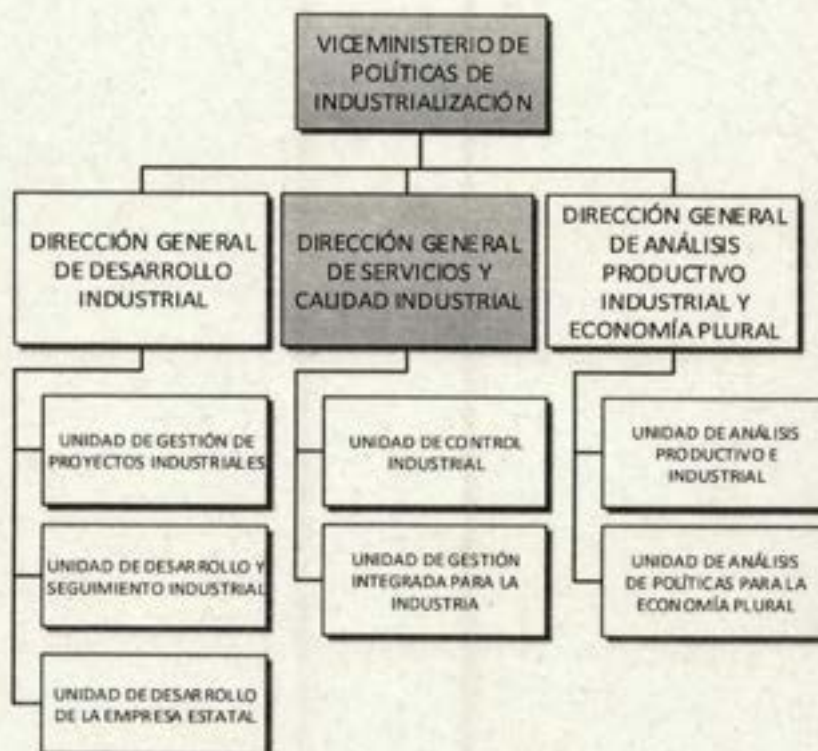 VICEMINISTERIO DE
POLÍTICAS DE
INDUSTRIALIZACIÓN
DIRECCIÓN GENERAL
DE DESARROLLO
INDUSTRIAL
DIRECCIÓN GENERAL
DE SERVICIOS Y
CALIDAD INDUSTRIAL
DIRECCIÓN GENERAL
DE ANÁLISIS
PRODUCTIVO
INDUSTRIAL Y
ECONOMÍA PLURAL
UNIDAD DE GESTIÓN DE
PROYECTOS INDUSTRIALES
UNIDAD DE DESARROLLO Y
SEGUIMIENTO INDUSTRIAL
UNIDAD DE DESARROLLO
DE LA EMPRESA ESTATAL
UNIDAD DE CONTROL
INDUSTRIAL
UNIDAD DE GESTIÓN
INTEGRADA PARA LA
INDUSTRIA
UNIDAD DE ANÁLISIS
PRODUCTIVO E
INDUSTRIAL
UNIDAD DE ANÁLISIS
DE POLÍTICAS PARA LA
ECONOMÍA PLURAL